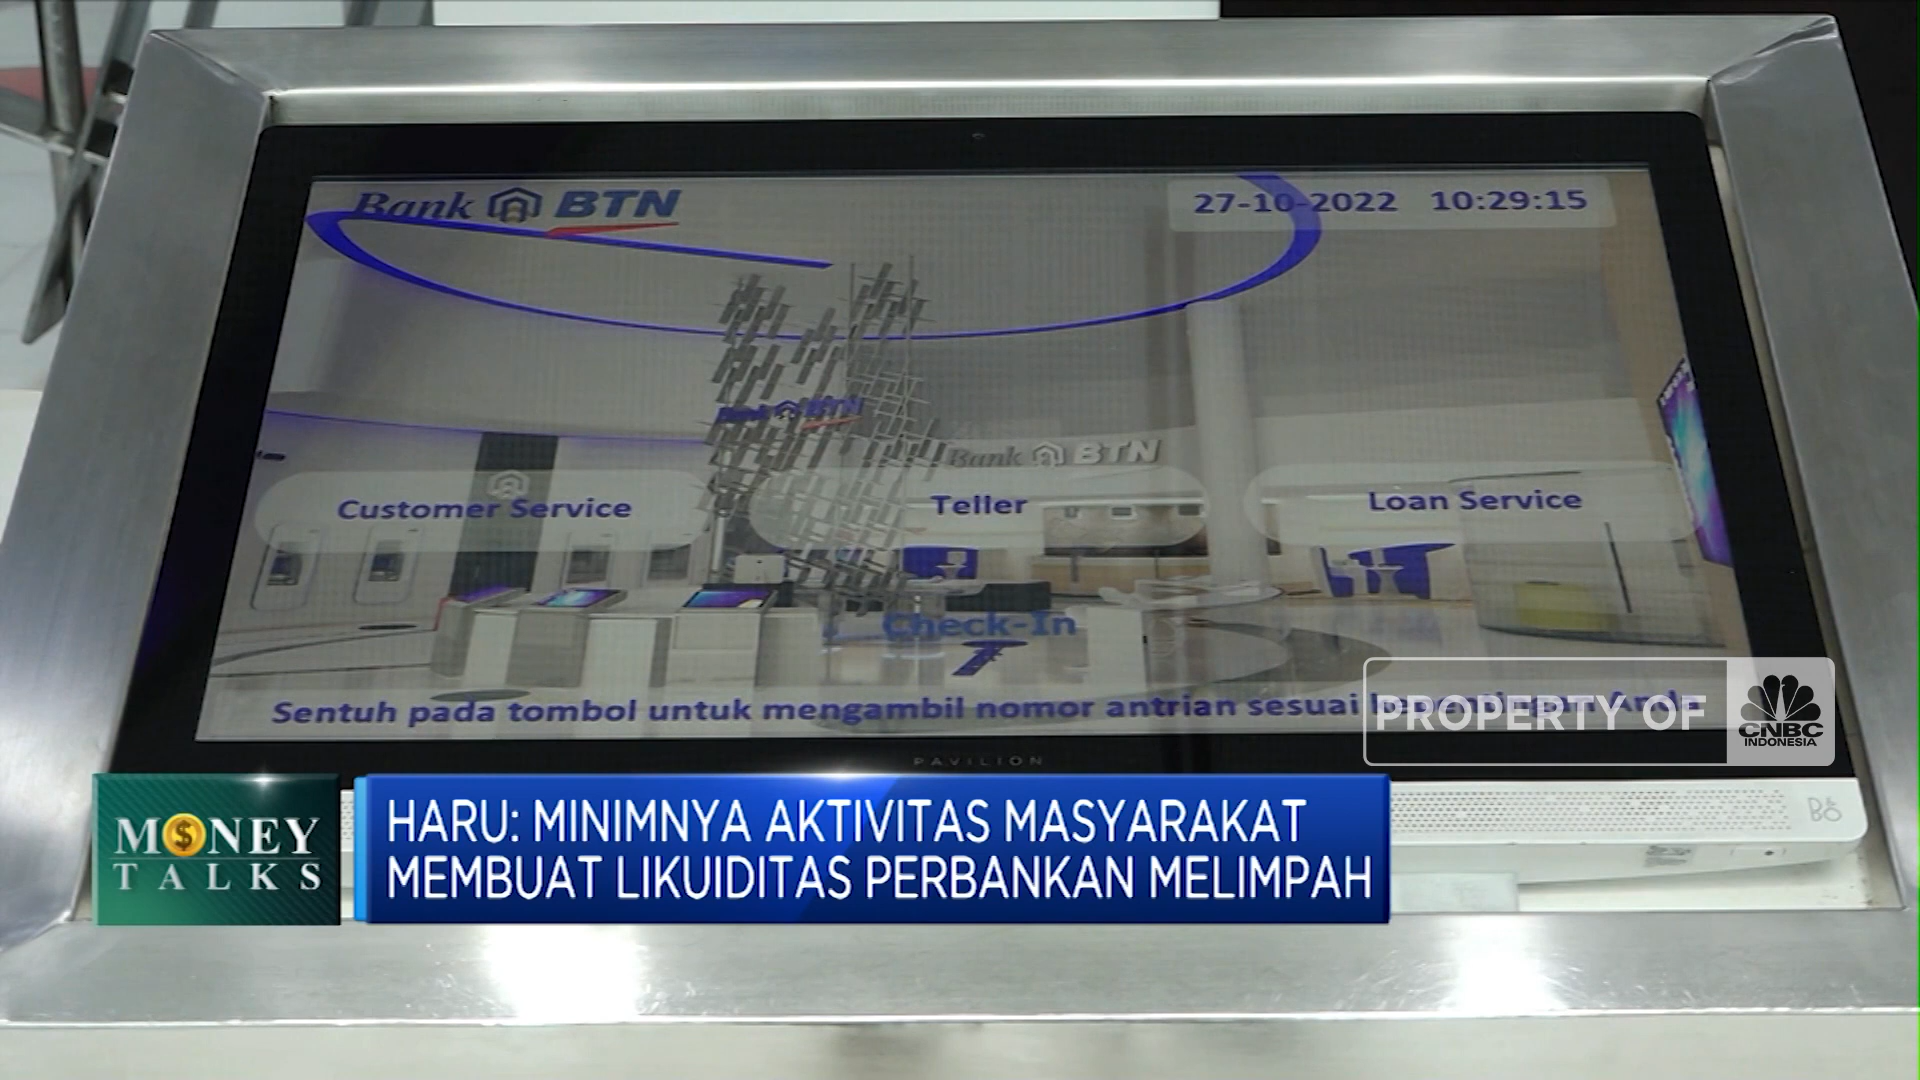 Bank BTN
27-10-2022 10:29:15
Bank BTN
Bank BTN
Customer Service
Teller
Loan Service
Check-In
Sentuh pada tombol untuk mengambil nomor antrian sesuai kepentingan Anda
PROPERTY OF
CNBC
INDONESIA
PAVILION
B&O
MONEY
TALKS
HARU: MINIMNYA AKTIVITAS MASYARAKAT
MEMBUAT LIKUIDITAS PERBANKAN MELIMPAH